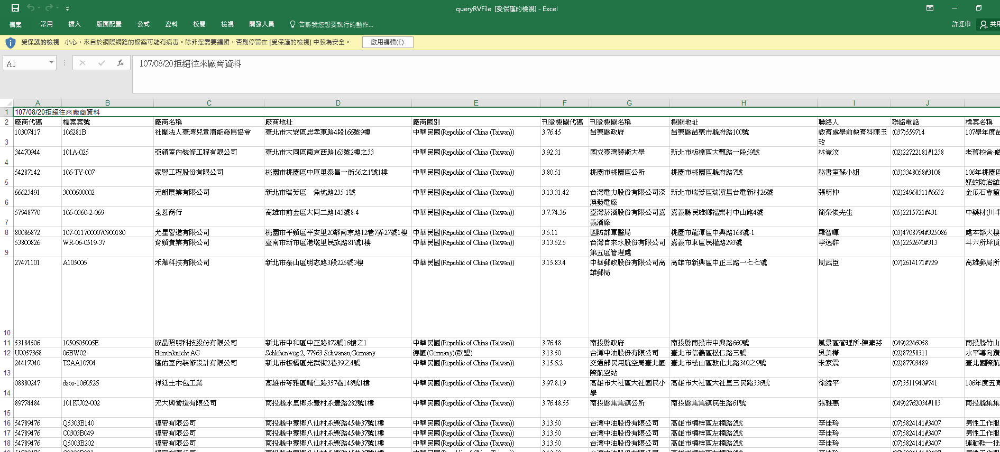 queryRVFile [受保護的檢視] - Excel
檔案 常用 插入 版面配置 公式 資料 校閱 檢視 開發人員 告訴我您想要執行的動作... 許虹巾 共用
受保護的檢視 小心，來自於網際網路的檔案可能有病毒。除非您需要編輯，否則停留在 [受保護的檢視] 中較為安全。 啟用編輯(E)
A1 fx 107/08/20拒絕往來廠商資料
A B C D E F G H I J
1 107/08/20拒絕往來廠商資料
2 廠商代碼 標案案號 廠商名稱 廠商地址 廠商國別 刊登機關代碼 刊登機關名稱 機關地址 聯絡人 聯絡電話 標案名稱
10307417 106281B 社團法人臺灣兒童潛能發展協會 臺北市大安區忠孝東路4段166號9樓 中華民國(Republic of China (Taiwan)) 3.76.45 苗栗縣政府 苗栗縣苗栗市縣府路100號 教育處學前教育科陳玉 (037)559714 107學年度苗
3 玫
34470944 101A-025 亞鎮室內裝修工程有限公司 臺北市大同區南京西路163號2樓之33 中華民國(Republic of China (Taiwan)) 3.92.31 國立臺灣藝術大學 新北市板橋區大觀路一段59號 林豈汶 (02)22722181#1238 老舊校舍-戲
4
54287142 106-TY-007 家譽工程股份有限公司 桃園市桃園區中原里泰昌一街56之1號1樓 中華民國(Republic of China (Taiwan)) 3.80.51 桃園市桃園區公所 桃園市桃園區縣府路7號 秘書室蘇小姐 (03)3348058#3108 106年桃園區
5 媒蚊防治維
66623491 3000600002 元朗展業有限公司 新北市瑞芳區 魚坑路235-1號 中華民國(Republic of China (Taiwan)) 3.13.31.42 台灣電力股份有限公司深 新北市瑞芳區瑞濱里台電新村26號 張明仲 (02)24968311#6632 金瓜石會館
6 澳發電廠
57948770 106-0360-2-069 全恩商行 高雄市前金區大同二路143號8-4 中華民國(Republic of China (Taiwan)) 3.7.74.36 臺灣菸酒股份有限公司嘉 嘉義縣民雄鄉福樂村中山路4號 簡榮俊先生 (05)2215721#431 中藥材(川牛
7 義酒廠
8 80086872 107-0117000070900180 允星營造有限公司 桃園市平鎮區平安里20鄰南京路12巷7弄27號1樓 中華民國(Republic of China (Taiwan)) 3.5.11 國防部軍醫局 桃園市龍潭區中興路168號-1 羅智暉 (03)4708794#325086 處本部大樓
53800826 WR-06-0519-37 育鎮實業有限公司 臺南市新市區港墘里民族路81號1樓 中華民國(Republic of China (Taiwan)) 3.13.52.5 台灣自來水股份有限公司 嘉義市東區民權路293號 李逸群 (05)2252670#313 斗六所坪頂
9 第五區管理處
27471101 A105006 禾燁科技有限公司 新北市泰山區明志路3段225號3樓 中華民國(Republic of China (Taiwan)) 3.15.83.4 中華郵政股份有限公司高 高雄市新興區中正三路一七七號 周武臣 (07)2614171#729 高雄郵局所
雄郵局
10
11 53184506 1050605006E 威晶照明科技股份有限公司 新北市中和區中正路872號16樓之1 中華民國(Republic of China (Taiwan)) 3.76.48 南投縣政府 南投縣南投市中興路660號 風景區管理所-陳素芬 (049)2246058 南投縣竹山
12 U0057368 06BW02 Herrenknecht AG Schlehenweg 2, 77963 Schwanau,Germany 德國(Germany)(歐盟) 3.13.50 台灣中油股份有限公司 臺北市信義區松仁路三號 吳美樺 (02)87258311 水平導向鑽
24417040 TSAA10704 隆佑室內裝修設計有限公司 新北市板橋區光武街2巷39之4號 中華民國(Republic of China (Taiwan)) 3.15.6.2 交通部民用航空局臺北國 臺北市松山區敦化北路340之9號 朱家震 (02)87703489 臺北國際航
13 際航空站
08880247 dsos-1060526 祥廷土木包工業 高雄市苓雅區輔仁路357巷148號1樓 中華民國(Republic of China (Taiwan)) 3.97.8.19 高雄市大社區大社國民小 高雄市大社區大社里三民路336號 徐緯平 (07)3511940#741 106年度五育
14 學
89774484 101KU02-002 元大興營造有限公司 南投縣水里鄉永豐村永豐路282號1樓 中華民國(Republic of China (Taiwan)) 3.76.48.55 南投縣集集鎮公所 南投縣集集鎮民生路61號 張雅惠 (049)2762034#183 南投縣集集
15
16 54789476 Q5303B140 福帝有限公司 南投縣中寮鄉八仙村永樂路45巷37號1樓 中華民國(Republic of China (Taiwan)) 3.13.50 台灣中油股份有限公司 高雄市楠梓區左楠路2號 李佳玲 (07)5824141#3407 男性工作服
17 54789476 C0303B049 福帝有限公司 南投縣中寮鄉八仙村永樂路45巷37號1樓 中華民國(Republic of China (Taiwan)) 3.13.50 台灣中油股份有限公司 高雄市楠梓區左楠路2號 李佳玲 (07)5824141#3407 男性工作服
18 54789476 Q5003B202 福帝有限公司 南投縣中寮鄉八仙村永樂路45巷37號1樓 中華民國(Republic of China (Taiwan)) 3.13.50 台灣中油股份有限公司 高雄市楠梓區左楠路2號 李佳玲 (07)5824141#3407 運動鞋一批